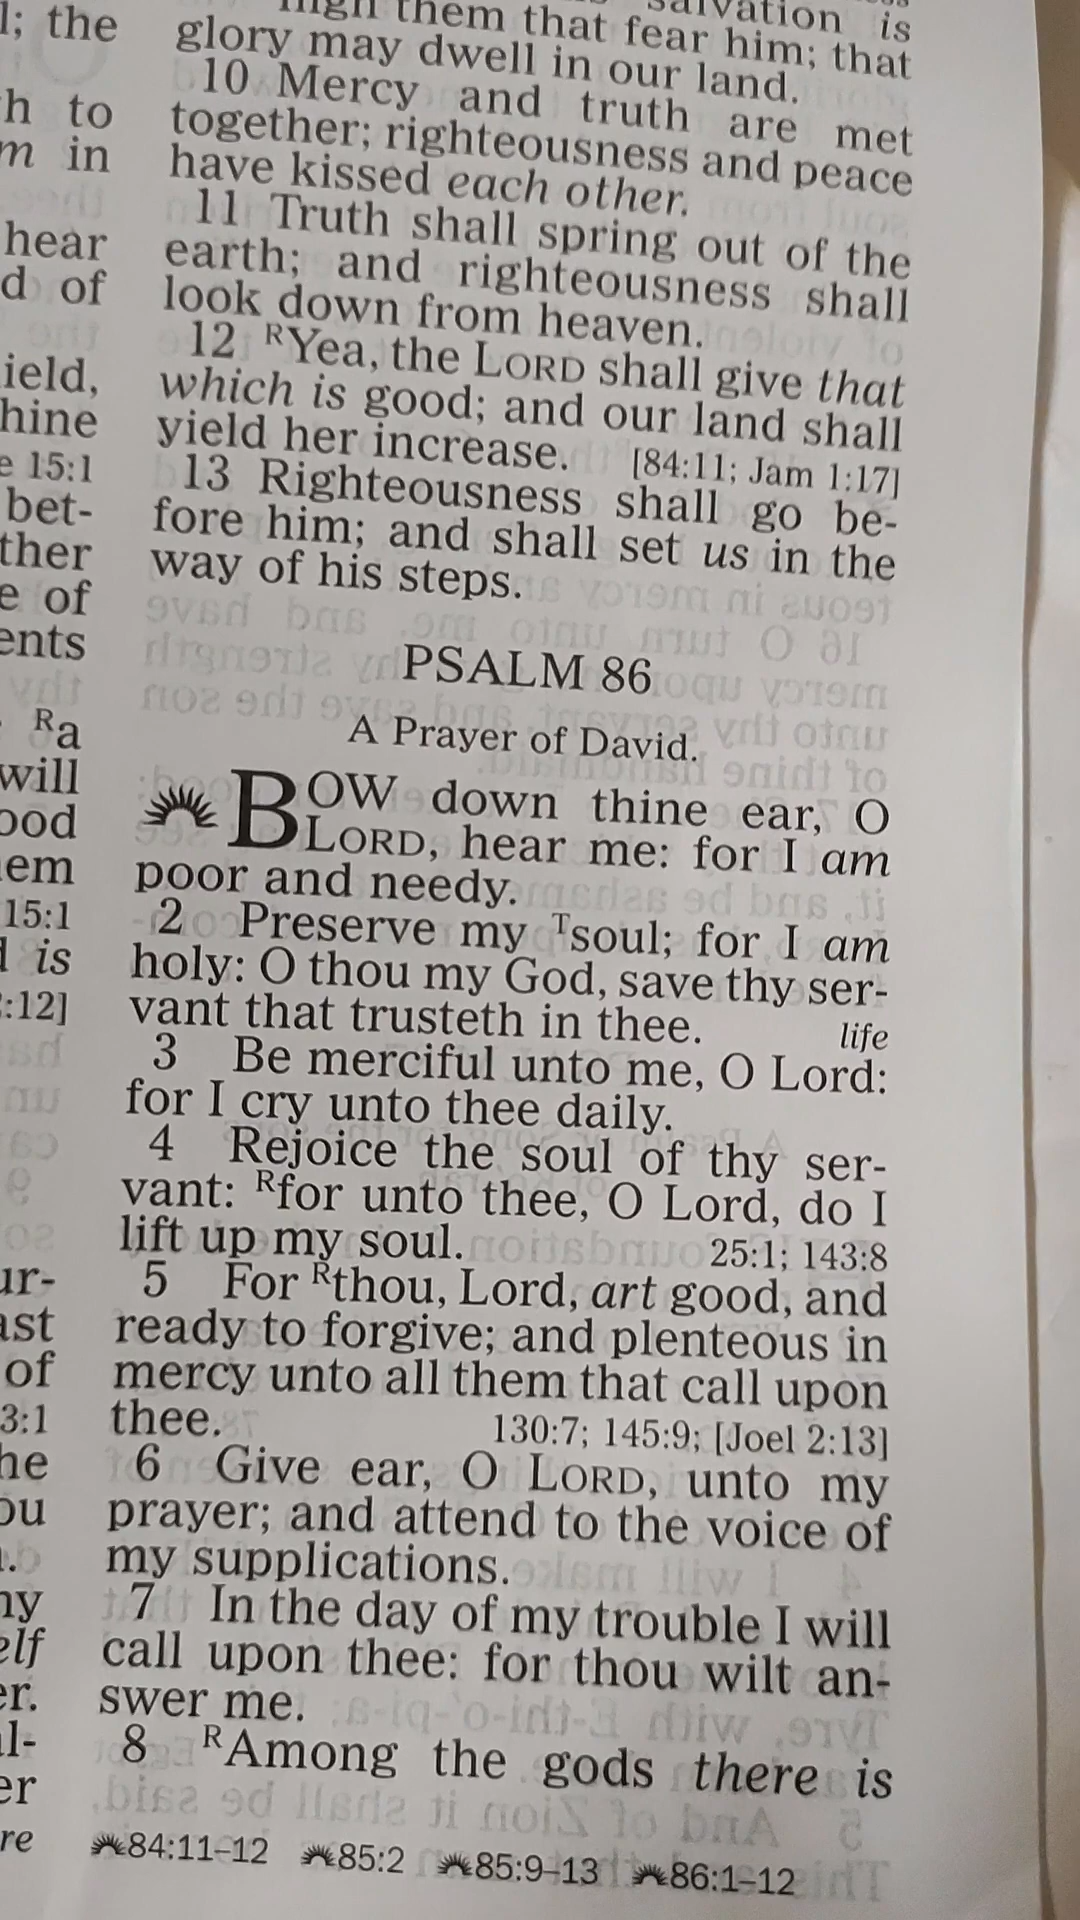 l; the
h to
m in
hear
d of
ield,
hine
e 15:1
bet-
ther
e of
ents
ᴿa
will
ood
em
15:1
l is
:12]
ur-
ast
of
3:1
he
ou
.
ny
elf
er.
al-
er
re
them that fear him; that
salvation is
glory may dwell in our land.
10 Mercy and truth are met
together; righteousness and peace
have kissed each other.
11 Truth shall spring out of the
earth; and righteousness shall
look down from heaven.
12 ᴿYea, the LORD shall give that
which is good; and our land shall
yield her increase. [84:11; Jam 1:17]
13 Righteousness shall go be-
fore him; and shall set us in the
way of his steps.
PSALM 86
A Prayer of David.
BOW down thine ear, O
LORD, hear me: for I am
poor and needy.
2 Preserve my ᵀsoul; for I am
holy: O thou my God, save thy ser-
vant that trusteth in thee. life
3 Be merciful unto me, O Lord:
for I cry unto thee daily.
4 Rejoice the soul of thy ser-
vant: ᴿfor unto thee, O Lord, do I
lift up my soul. 25:1; 143:8
5 For ᴿthou, Lord, art good, and
ready to forgive; and plenteous in
mercy unto all them that call upon
thee. 130:7; 145:9; [Joel 2:13]
6 Give ear, O LORD, unto my
prayer; and attend to the voice of
my supplications.
7 In the day of my trouble I will
call upon thee: for thou wilt an-
swer me.
8 ᴿAmong the gods there is
84:11–12 85:2 85:9–13 86:1–12